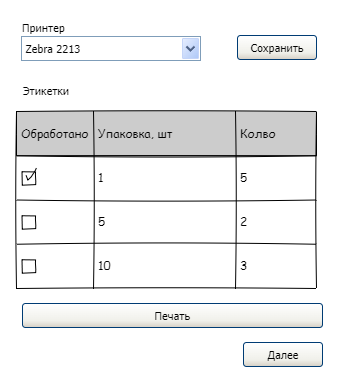 Принтер
Zebra 2213 Сохранить
Этикетки
Обработано Упаковка, шт Колво
1 5
5 2
10 3
Печать
Далее